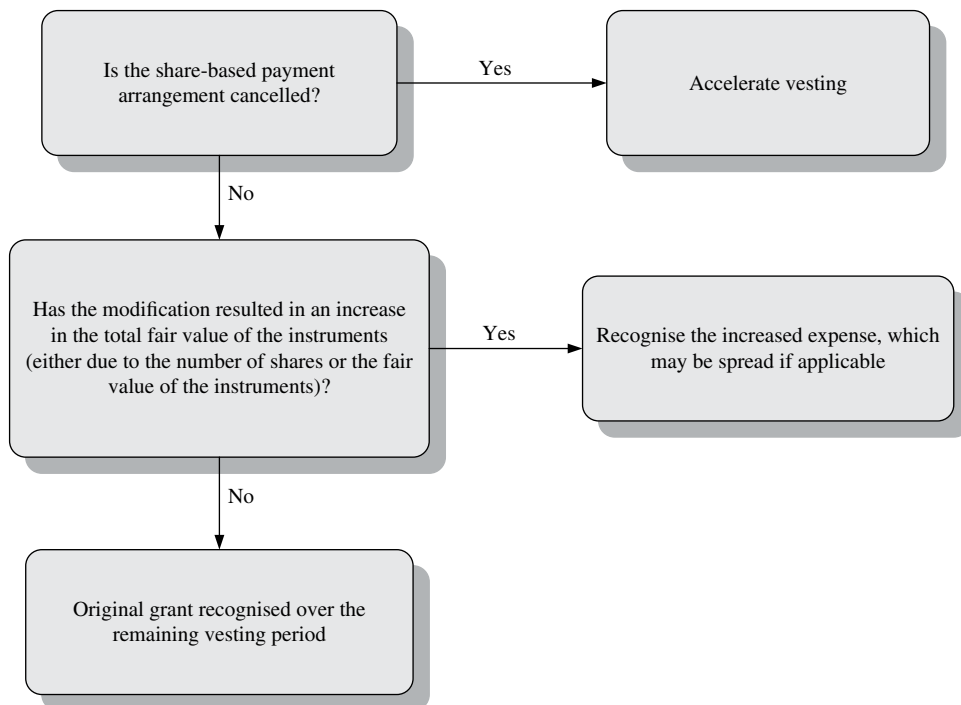 Is the share-based payment
arrangement cancelled?
Yes
Accelerate vesting
No
Has the modification resulted in an increase
in the total fair value of the instruments
(either due to the number of shares or the fair
value of the instruments)?
Yes
Recognise the increased expense, which
may be spread if applicable
No
Original grant recognised over the
remaining vesting period